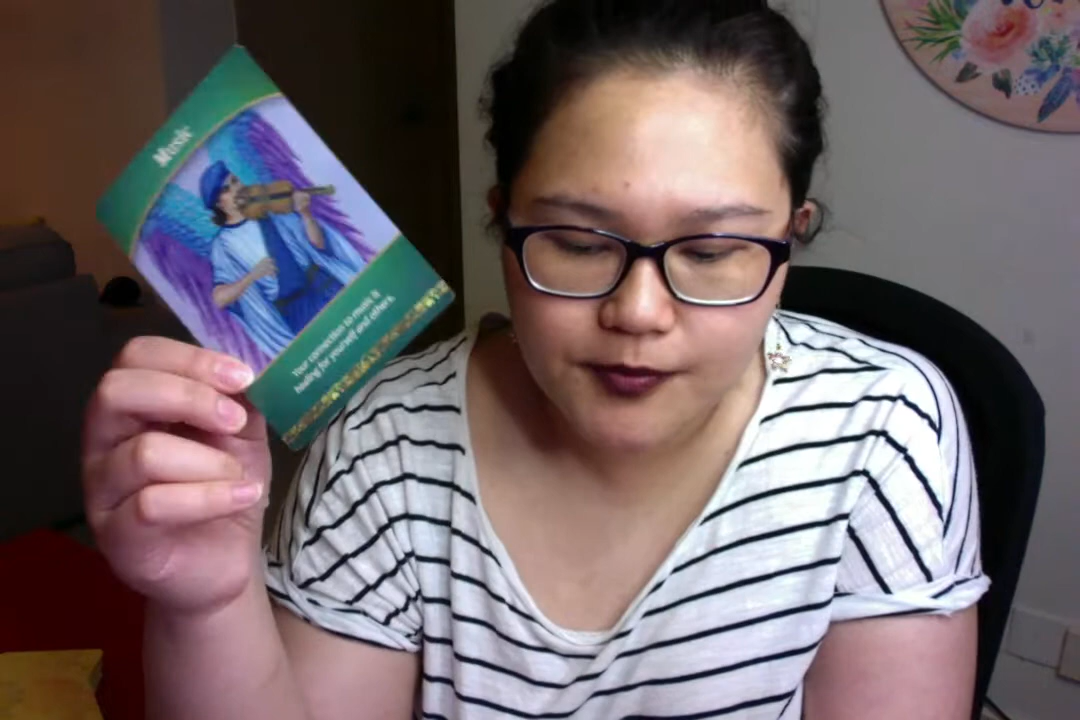 Music
Your connection to music is
healing for yourself and others.